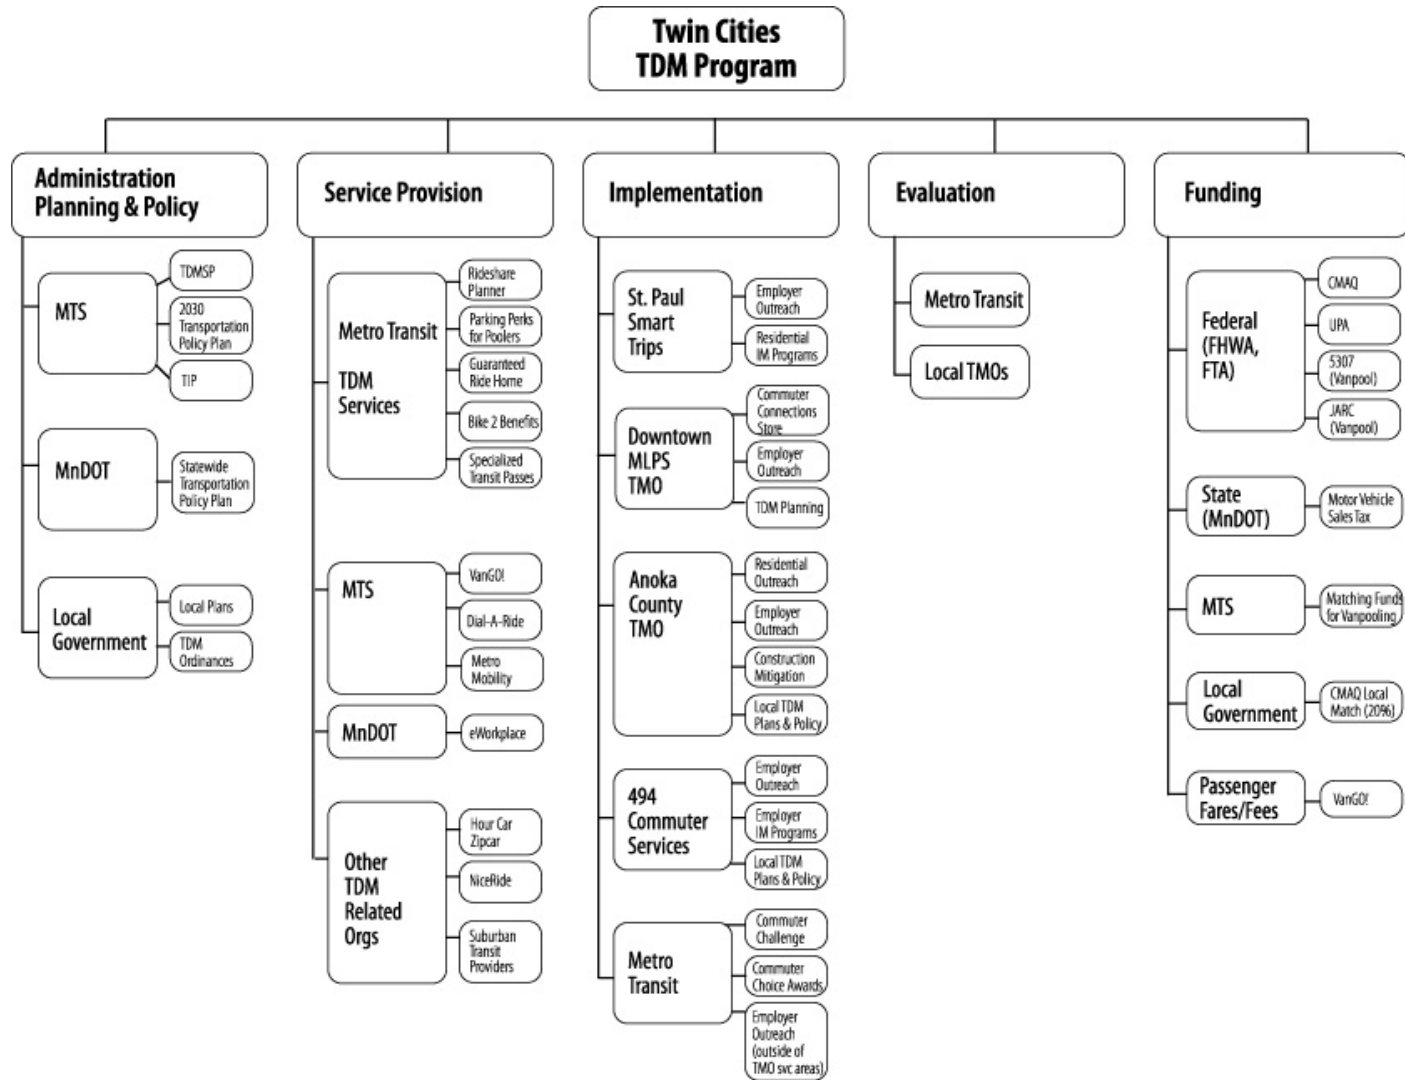 Twin Cities
TDM Program
Administration
Planning & Policy
MTS
TDMSP
2030
Transportation
Policy Plan
TIP
MnDOT
Statewide
Transportation
Policy Plan
Local
Government
Local Plans
TDM
Ordinances
Service Provision
Metro Transit
TDM
Services
Rideshare
Planner
Parking Perks
for Poolers
Guaranteed
Ride Home
Bike 2 Benefits
Specialized
Transit Passes
MTS
VanGO!
Dial-A-Ride
Metro
Mobility
MnDOT
eWorkplace
Other
TDM
Related
Orgs
Hour Car
Zipcar
NiceRide
Suburban
Transit
Providers
Implementation
St. Paul
Smart
Trips
Employer
Outreach
Residential
IM Programs
Downtown
MLPS
TMO
Commuter
Connections
Store
Employer
Outreach
TDM Planning
Anoka
County
TMO
Residential
Outreach
Employer
Outreach
Construction
Mitigation
Local TDM
Plans & Policy
494
Commuter
Services
Employer
Outreach
Employer
IM Programs
Local TDM
Plans & Policy
Metro
Transit
Commuter
Challenge
Commuter
Choice Awards
Employer
Outreach
(outside of
TMO svc areas)
Evaluation
Metro Transit
Local TMOs
Funding
Federal
(FHWA,
FTA)
CMAQ
UPA
5307
(Vanpool)
JARC
(Vanpool)
State
(MnDOT)
Motor Vehicle
Sales Tax
MTS
Matching Funds
for Vanpooling
Local
Government
CMAQ Local
Match (20%)
Passenger
Fares/Fees
VanGO!